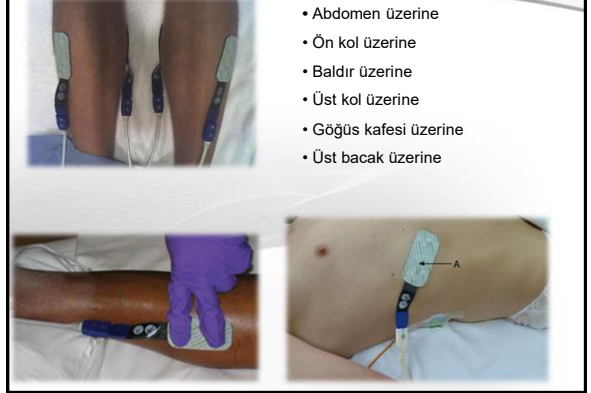 • Abdomen üzerine
• Ön kol üzerine
• Baldır üzerine
• Üst kol üzerine
• Göğüs kafesi üzerine
• Üst bacak üzerine
A